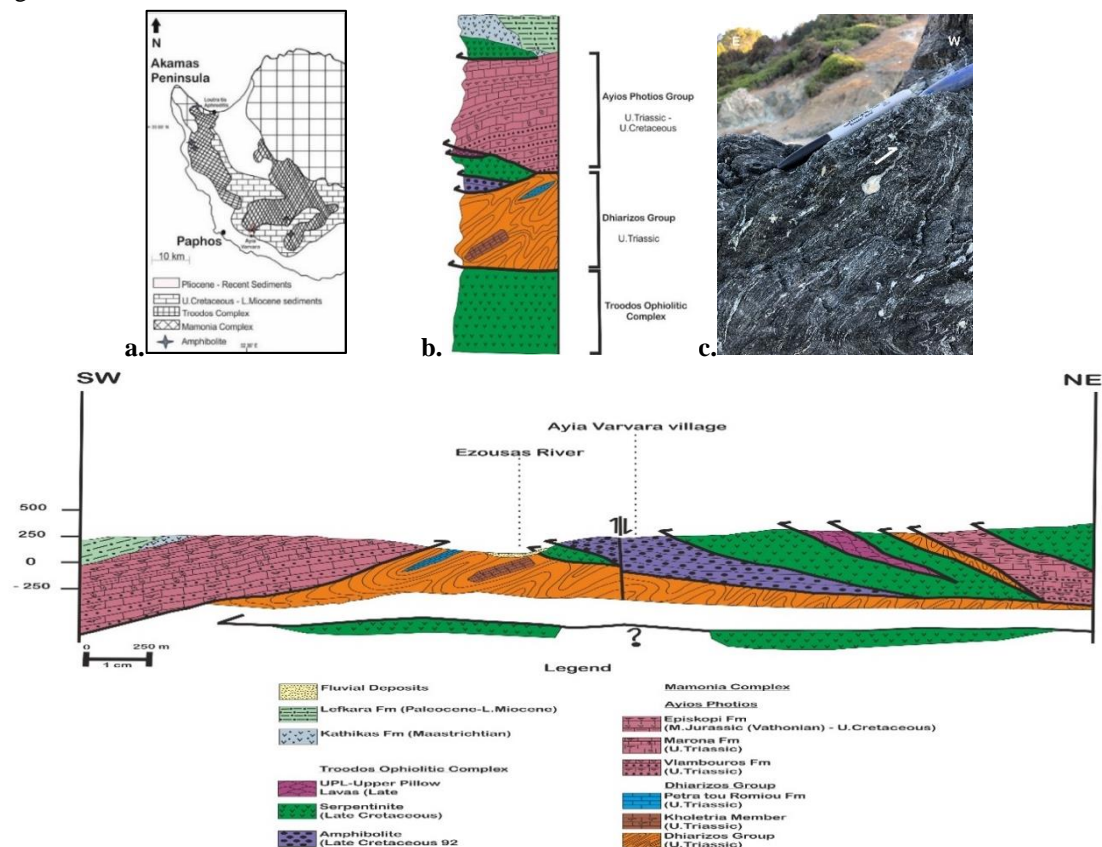 N
Akamas
Peninsula
Paphos
10 km
Pliocene - Recent Sediments
U.Cretaceous - L.Miocene sediments
Troodos Complex
Mamonia Complex
Amphibolite
a.
Ayios Photios Group
U.Triassic -
U.Cretaceous
Dhiarizos Group
U.Triassic
Troodos Ophiolitic
Complex
b.
E
W
c.
SW
NE
Ayia Varvara village
Ezousas River
500
250
0
- 250
0 250 m
1 cm
?
Legend
Fluvial Deposits
Lefkara Fm (Paleocene-L.Miocene)
Kathikas Fm (Maastrichtian)
Troodos Ophiolitic Complex
UPL-Upper Pillow
Lavas (Late
Serpentinite
(Late Cretaceous)
Amphibolite
(Late Cretaceous 92
Mamonia Complex
Ayios Photios
Episkopi Fm
(M.Jurassic (Vathonian) - U.Cretaceous)
Marona Fm
(U.Triassic)
Vlambouros Fm
(U.Triassic)
Dhiarizos Group
Petra tou Romiou Fm
(U.Triassic)
Kholetria Member
(U.Triassic)
Dhiarizos Group
(U.Triassic)